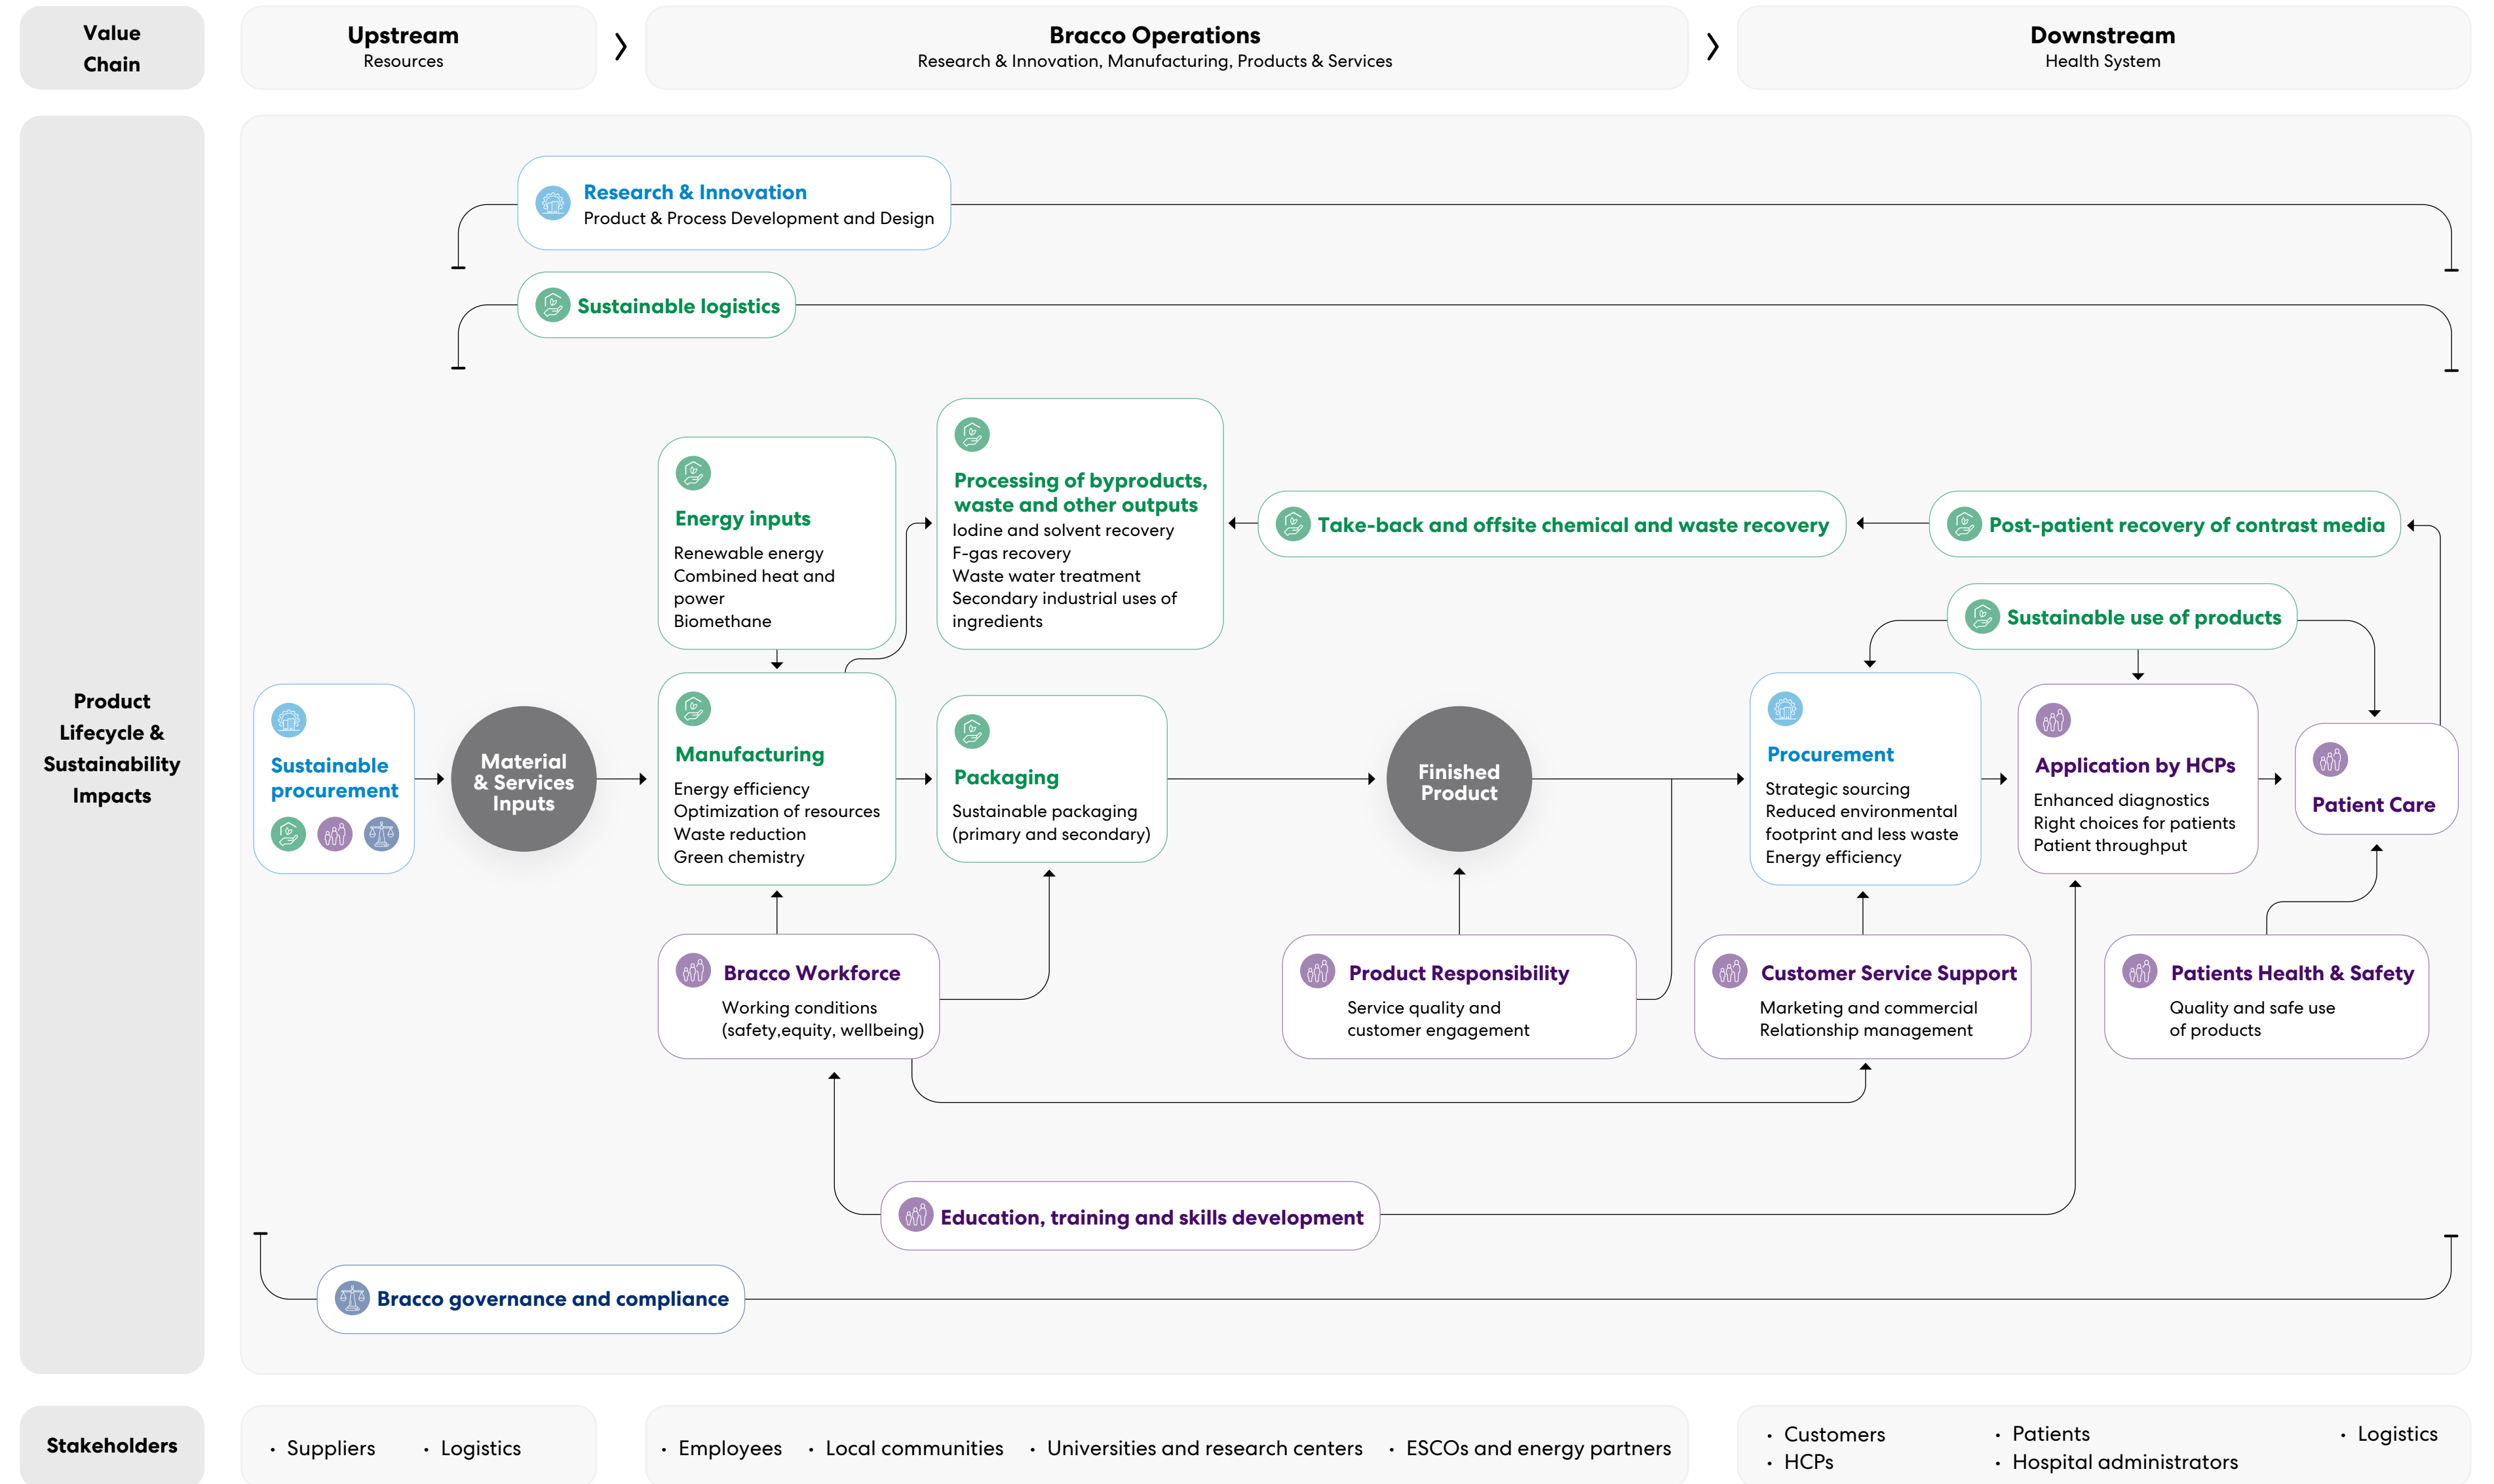 Value
Chain
Upstream
Resources
Bracco Operations
Research & Innovation, Manufacturing, Products & Services
Downstream
Health System
Product
Lifecycle &
Sustainability
Impacts
Research & Innovation
Product & Process Development and Design
Sustainable logistics
Energy inputs
Renewable energy
Combined heat and
power
Biomethane
Processing of byproducts,
waste and other outputs
Iodine and solvent recovery
F-gas recovery
Waste water treatment
Secondary industrial uses of
ingredients
Take-back and offsite chemical and waste recovery
Post-patient recovery of contrast media
Sustainable use of products
Sustainable
procurement
Material
& Services
Inputs
Manufacturing
Energy efficiency
Optimization of resources
Waste reduction
Green chemistry
Packaging
Sustainable packaging
(primary and secondary)
Finished
Product
Procurement
Strategic sourcing
Reduced environmental
footprint and less waste
Energy efficiency
Application by HCPs
Enhanced diagnostics
Right choices for patients
Patient throughput
Patient Care
Bracco Workforce
Working conditions
(safety,equity, wellbeing)
Product Responsibility
Service quality and
customer engagement
Customer Service Support
Marketing and commercial
Relationship management
Patients Health & Safety
Quality and safe use
of products
Education, training and skills development
Bracco governance and compliance
Stakeholders
· Suppliers
· Logistics
· Employees
· Local communities
· Universities and research centers
· ESCOs and energy partners
· Customers
· HCPs
· Patients
· Hospital administrators
· Logistics